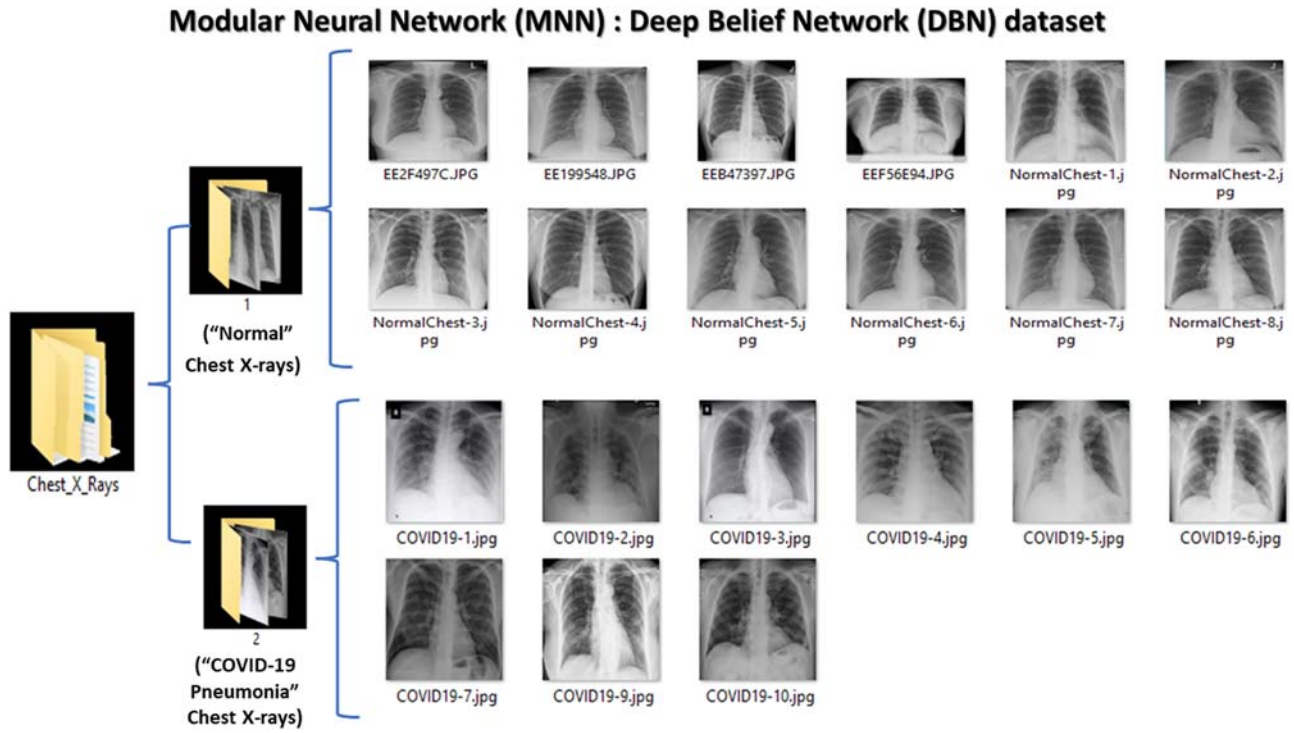 Modular Neural Network (MNN) : Deep Belief Network (DBN) dataset
EE2F497C.JPG
EE199548.JPG
EEB47397.JPG
EEF56E94.JPG
NormalChest-1.j
pg
NormalChest-2.j
pg
NormalChest-3.j
pg
NormalChest-4.j
pg
NormalChest-5.j
pg
NormalChest-6.j
pg
NormalChest-7.j
pg
NormalChest-8.j
pg
1
(“Normal”
Chest X-rays)
Chest_X_Rays
COVID19-1.jpg
COVID19-2.jpg
COVID19-3.jpg
COVID19-4.jpg
COVID19-5.jpg
COVID19-6.jpg
COVID19-7.jpg
COVID19-9.jpg
COVID19-10.jpg
2
(“COVID-19
Pneumonia”
Chest X-rays)